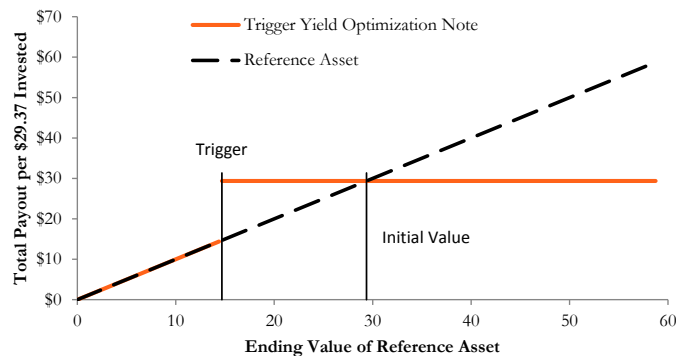 Trigger Yield Optimization Note
Reference Asset
Total Payout per $29.37 Invested
$70
$60
$50
$40
$30
$20
$10
$0
Trigger
Initial Value
0
10
20
30
40
50
60
Ending Value of Reference Asset